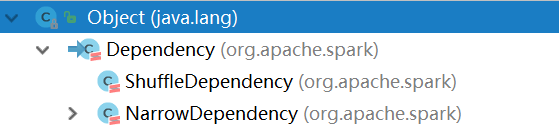 Object (java.lang)
Dependency (org.apache.spark)
ShuffleDependency (org.apache.spark)
NarrowDependency (org.apache.spark)